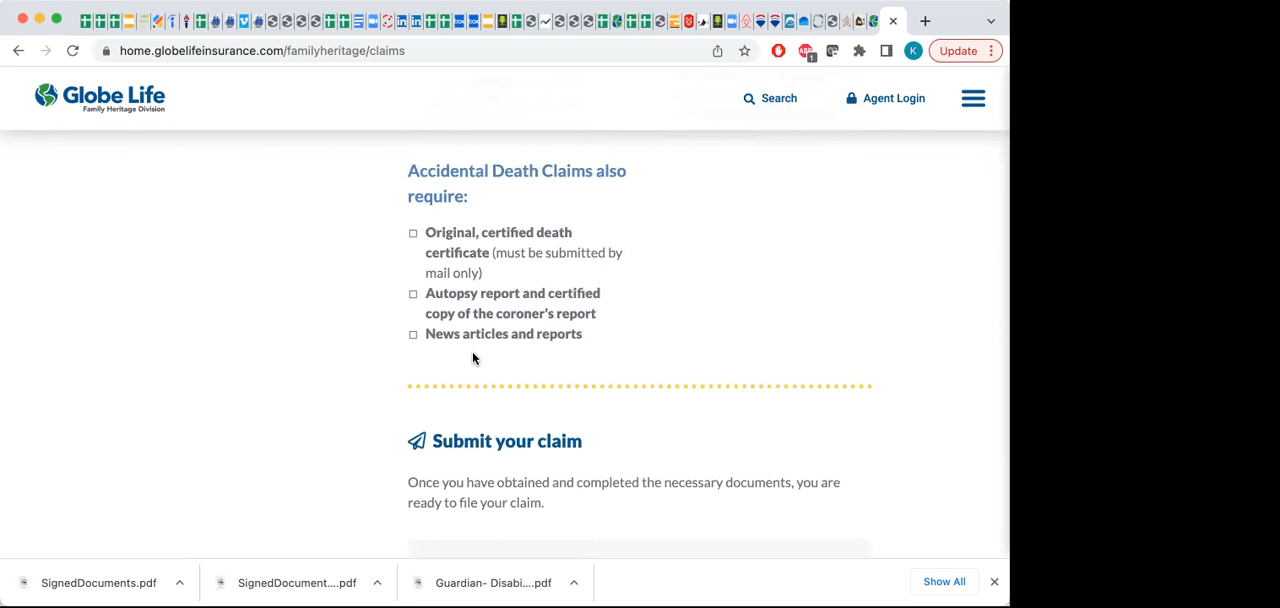 home.globelifeinsurance.com/familyheritage/claims
K
Update
1
Globe Life
Family Heritage Division
Search
Agent Login
Accidental Death Claims also
require:
Original, certified death
certificate (must be submitted by
mail only)
Autopsy report and certified
copy of the coroner's report
News articles and reports
Submit your claim
Once you have obtained and completed the necessary documents, you are
ready to file your claim.
SignedDocuments.pdf
SignedDocument....pdf
Guardian- Disabi....pdf
Show All